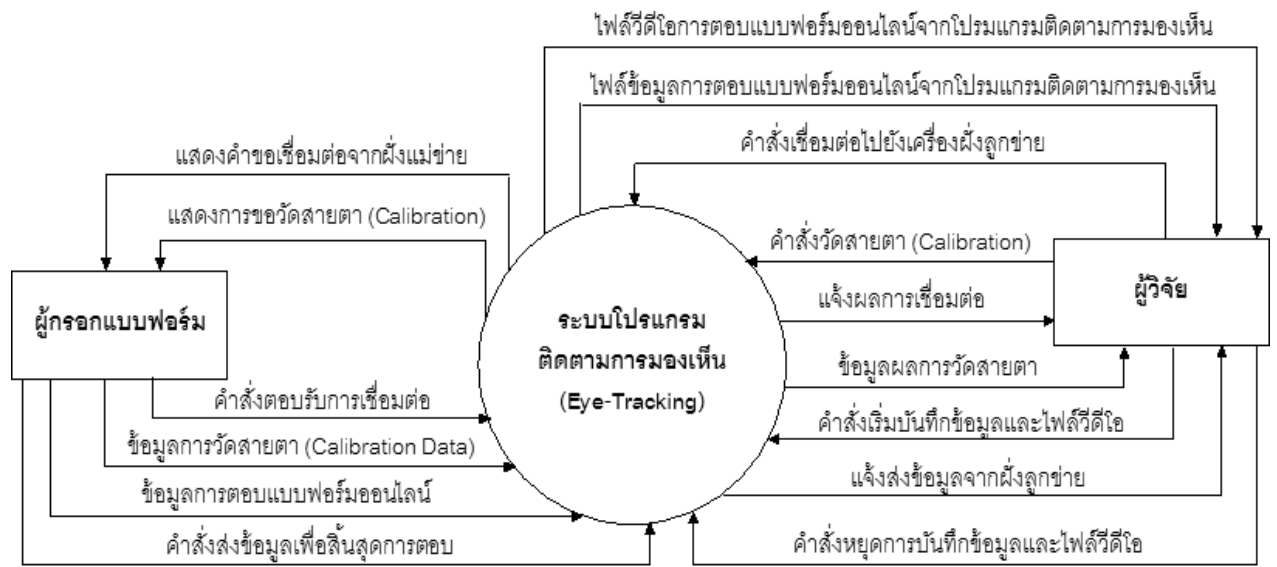 ไฟล์วีดีโอการตอบแบบฟอร์มออนไลน์จากโปรมแกรมติดตามการมองเห็น
ไฟล์ข้อมูลการตอบแบบฟอร์มออนไลน์จากโปรมแกรมติดตามการมองเห็น
คำสั่งเชื่อมต่อไปยังเครื่องฝั่งลูกข่าย
แสดงคำขอเชื่อมต่อจากฝั่งแม่ข่าย
แสดงการขอวัดสายตา (Calibration)
คำสั่งวัดสายตา (Calibration)
ผู้กรอกแบบฟอร์ม
ระบบโปรแกรม
ติดตามการมองเห็น
(Eye-Tracking)
ผู้วิจัย
แจ้งผลการเชื่อมต่อ
ข้อมูลผลการวัดสายตา
คำสั่งตอบรับการเชื่อมต่อ
คำสั่งเริ่มบันทึกข้อมูลและไฟล์วีดีโอ
ข้อมูลการวัดสายตา (Calibration Data)
แจ้งส่งข้อมูลจากฝั่งลูกข่าย
ข้อมูลการตอบแบบฟอร์มออนไลน์
คำสั่งส่งข้อมูลเพื่อสิ้นสุดการตอบ
คำสั่งหยุดการบันทึกข้อมูลและไฟล์วีดีโอ